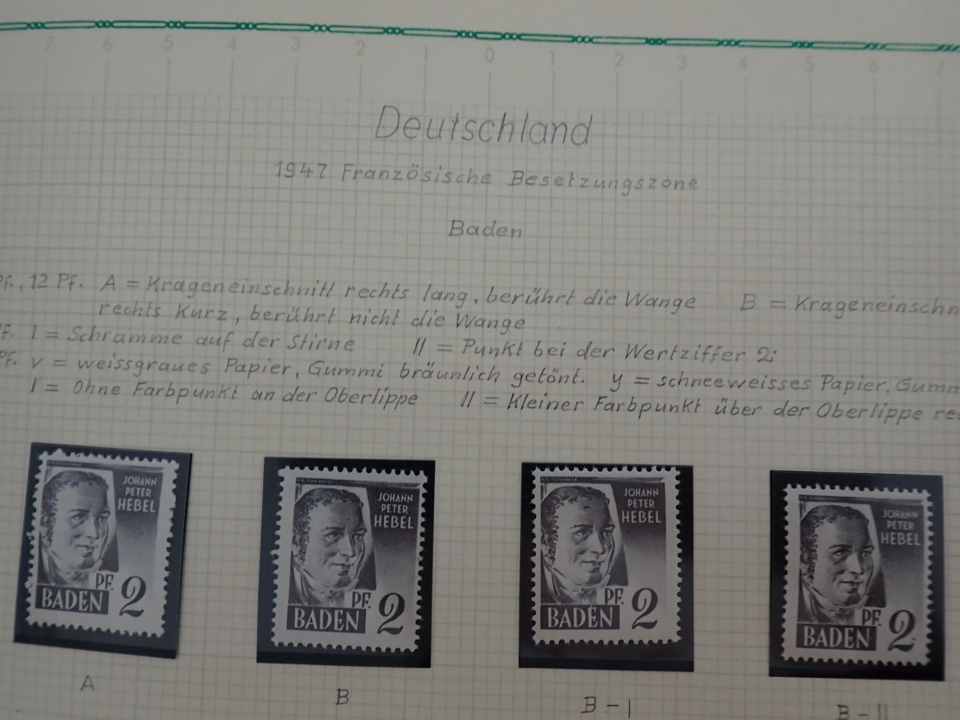 7 6 5 4 3 2 1 0 1 2 3 4 5 6 7
Deutschland
1947 Französische Besetzungszone
Baden
Pf., 12 Pf. A = Krageneinschnitt rechts lang, berührt die Wange B = Krageneinschn
rechts Kurz, berührt nicht die Wange
Pf. I = Schramme auf der Stirne II = Punkt bei der Wertziffer 2;
Pf. v = weissgraues Papier, Gummi bräunlich getönt. y = schneeweisses Papier, Gumm
I = Ohne Farbpunkt an der Oberlippe II = Kleiner Farbpunkt über der Oberlippe re
JOHANN
PETER
HEBEL
PF.
BADEN 2
JOHANN
PETER
HEBEL
PF.
BADEN 2
JOHANN
PETER
HEBEL
PF.
BADEN 2
JOHANN
PETER
HEBEL
PF.
BADEN 2
A
B
B - I
B - II